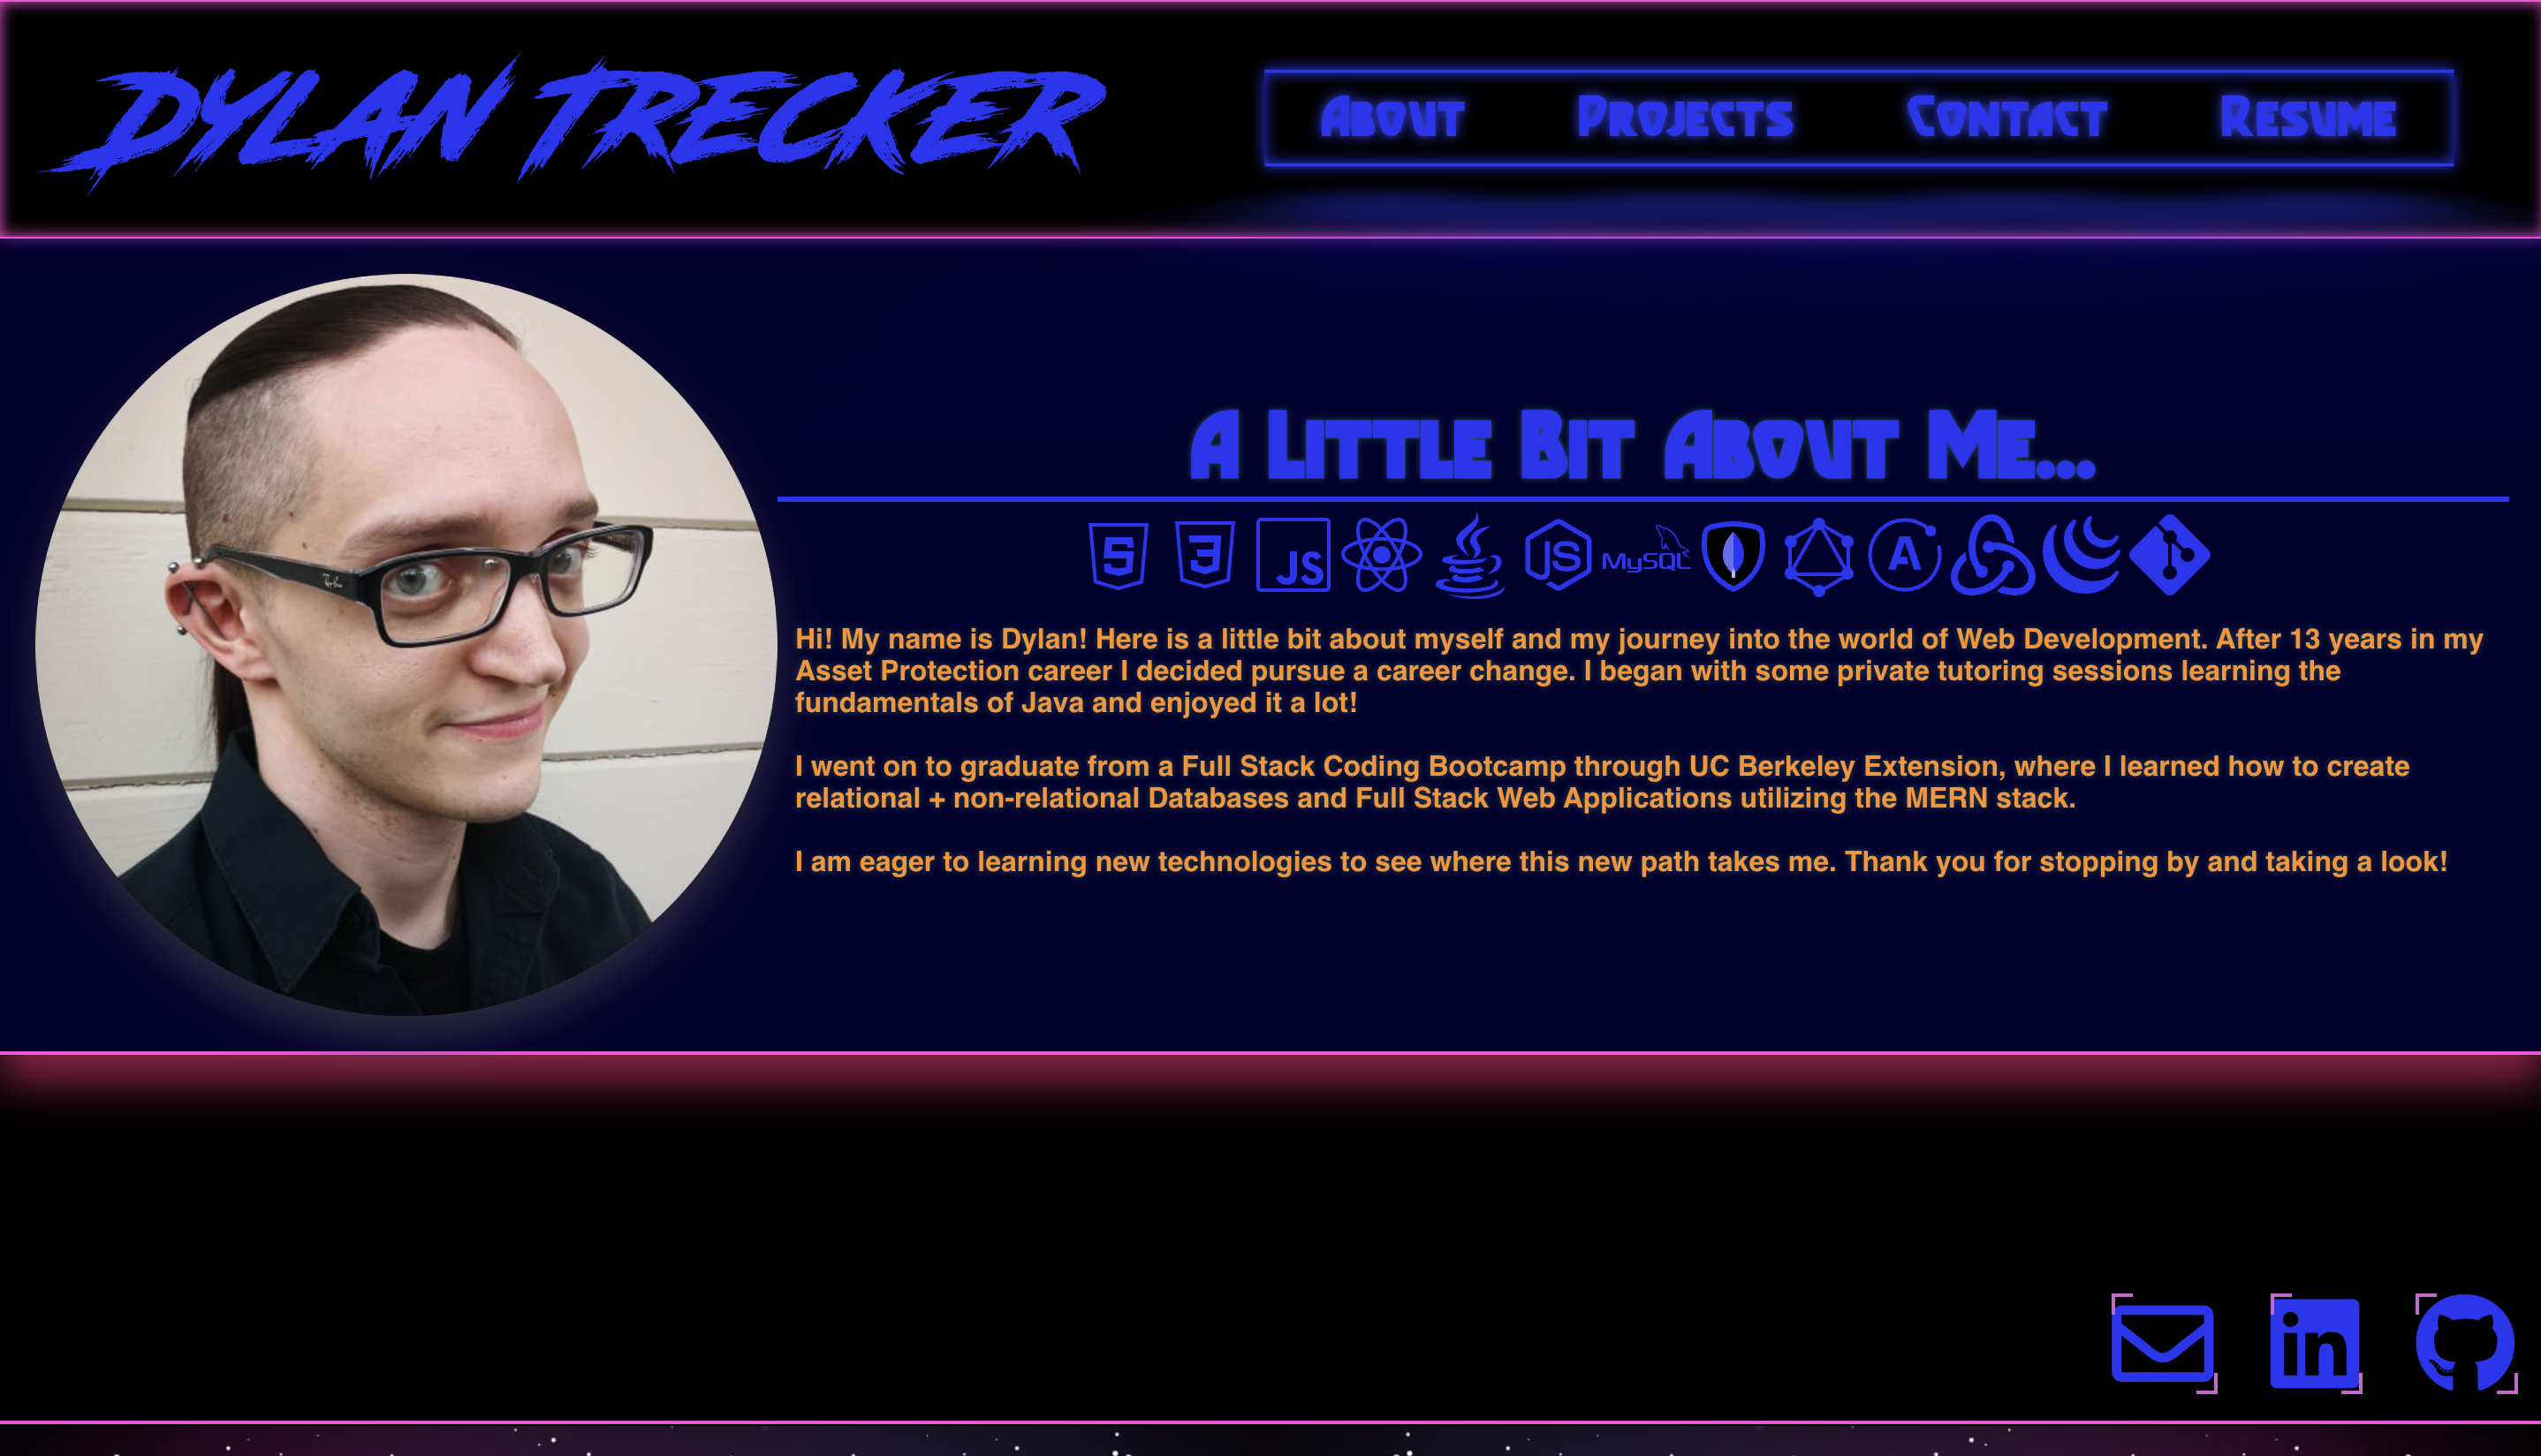 DYLAN TRECKER
About Projects Contact Resume
A Little Bit About Me...
5 3 JS JS MySQL A
Hi! My name is Dylan! Here is a little bit about myself and my journey into the world of Web Development. After 13 years in my
Asset Protection career I decided pursue a career change. I began with some private tutoring sessions learning the
fundamentals of Java and enjoyed it a lot!
I went on to graduate from a Full Stack Coding Bootcamp through UC Berkeley Extension, where I learned how to create
relational + non-relational Databases and Full Stack Web Applications utilizing the MERN stack.
I am eager to learning new technologies to see where this new path takes me. Thank you for stopping by and taking a look!
Ray-Ban
in